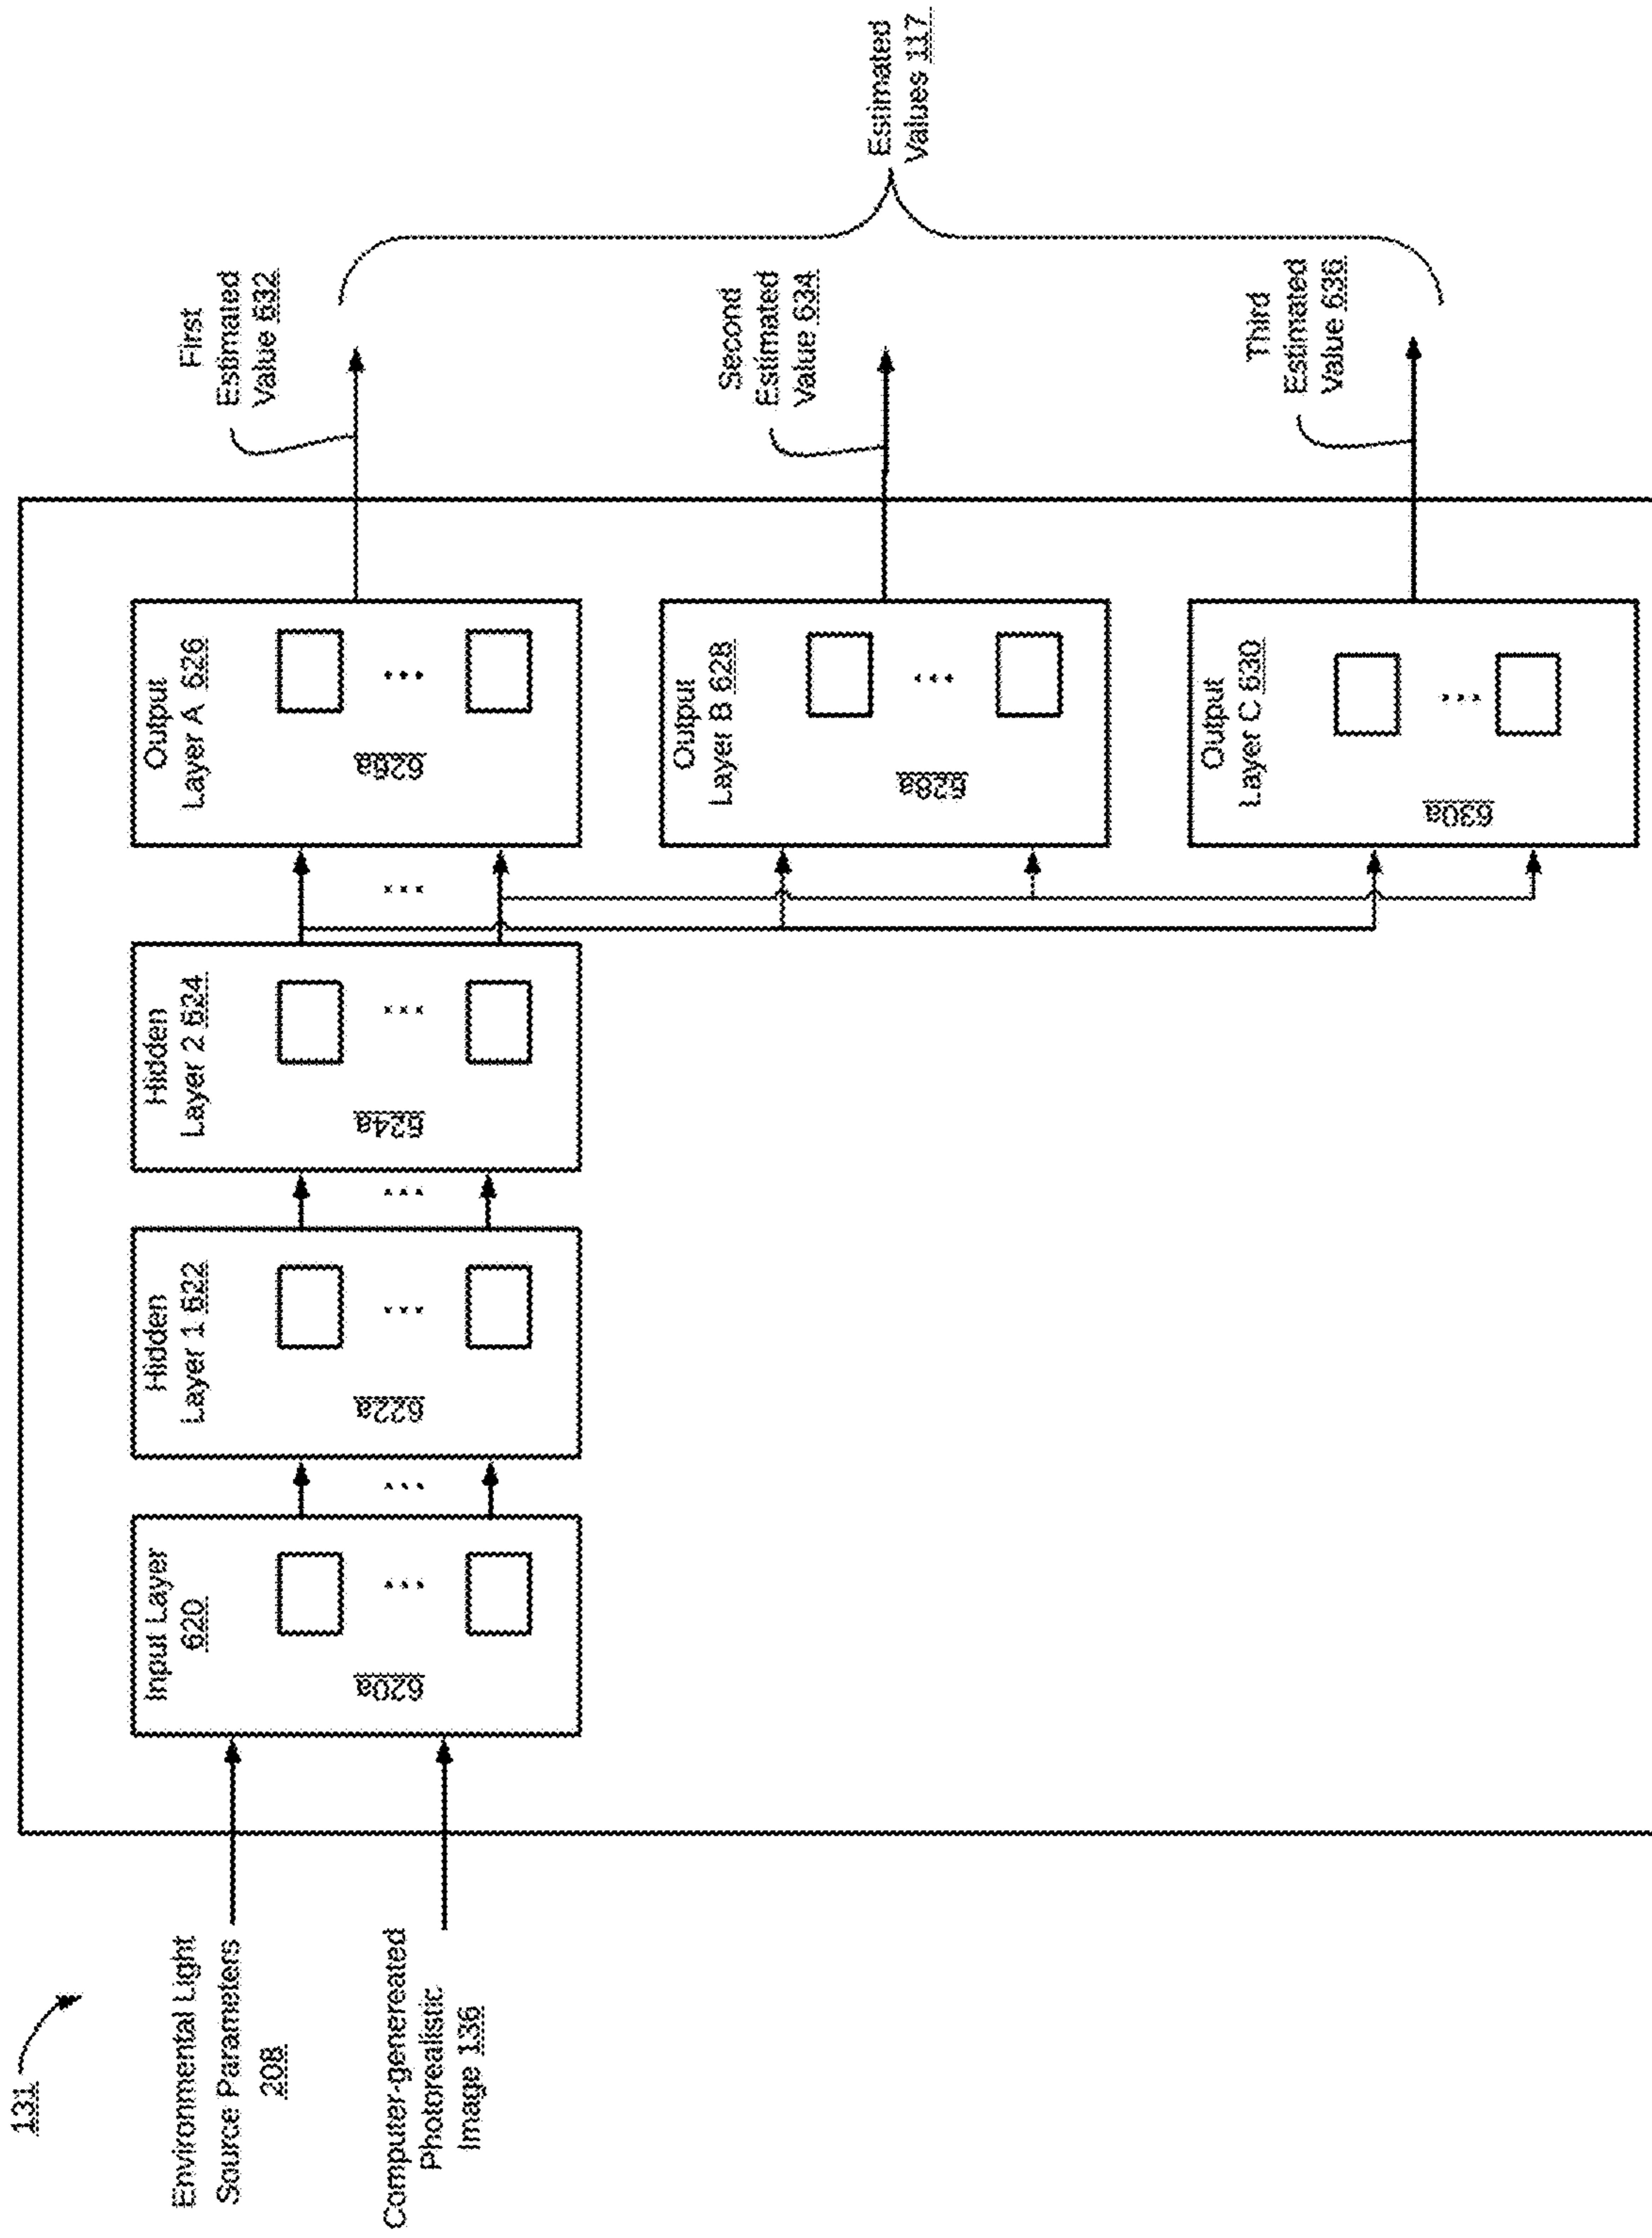 131
Environmental Light
Source Parameters
208
Computer-genereated
Photorealistic
Image 136
Input Layer
620
620a
Hidden
Layer 1 622
622a
Hidden
Layer 2 624
624a
Output
Layer A 626
626a
Output
Layer B 628
628a
Output
Layer C 630
630a
First
Estimated
Value 632
Second
Estimated
Value 634
Third
Estimated
Value 636
Estimated
Values 117